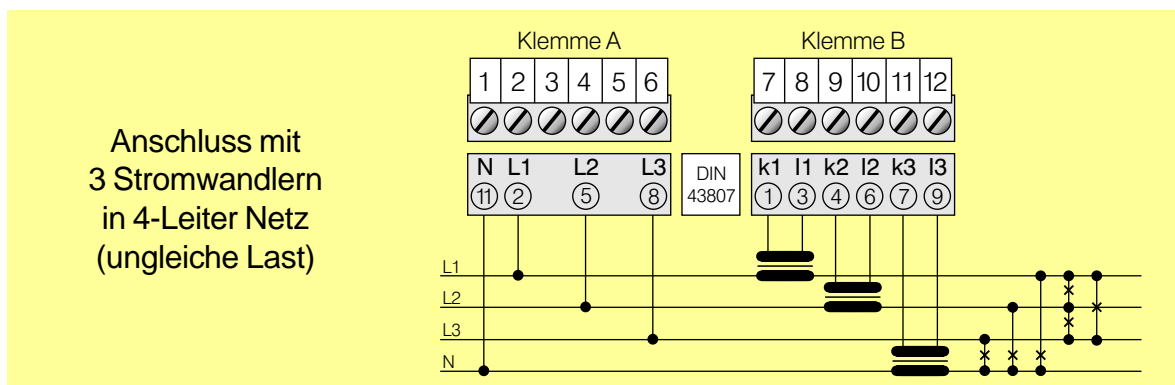 Klemme A
Klemme B
1 2 3 4 5 6
7 8 9 10 11 12
Anschluss mit
3 Stromwandlern
in 4-Leiter Netz
(ungleiche Last)
N L1 L2 L3
11 2 5 8
DIN
43807
k1 l1 k2 l2 k3 l3
1 3 4 6 7 9
L1
L2
L3
N